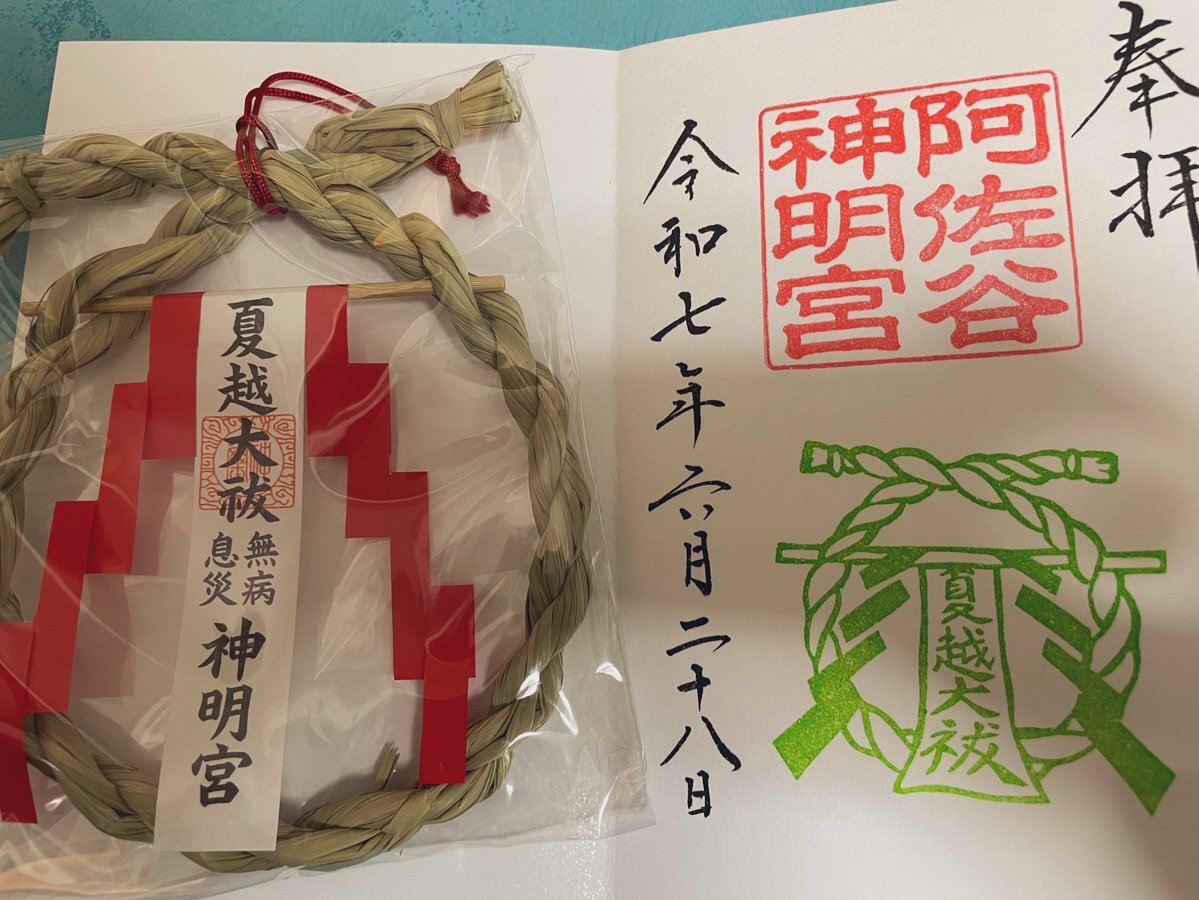 奉拝
阿佐谷
神明宮
夏越大祓
令和七年六月二十八日
夏越大祓
無病
息災
神明宮